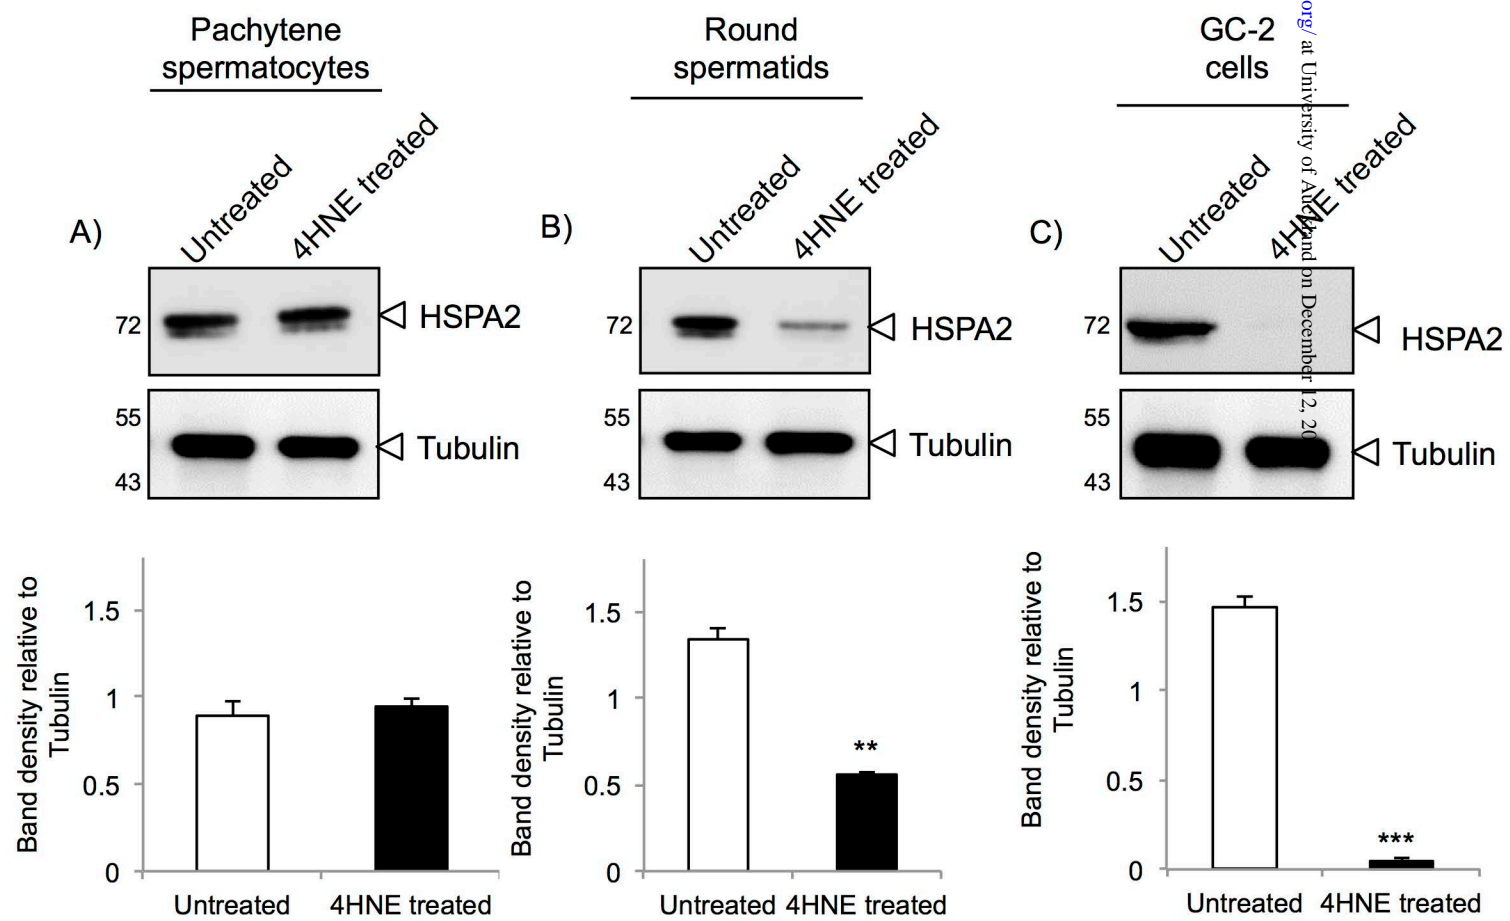 Pachytene
spermatocytes
Round
spermatids
GC-2
cells
org/ at University of Auckland on December 12, 20
A)
Untreated
4HNE treated
72
HSPA2
55
43
Tubulin
B)
Untreated
4HNE treated
72
HSPA2
55
43
Tubulin
C)
Untreated
4HNE treated
72
HSPA2
55
43
Tubulin
Band density relative to
Tubulin
1.5
1
0.5
0
Untreated
4HNE treated
Band density relative to
Tubulin
1.5
1
0.5
0
**
Untreated
4HNE treated
Band density relative to
Tubulin
1.5
1
0.5
0
***
Untreated
4HNE treated